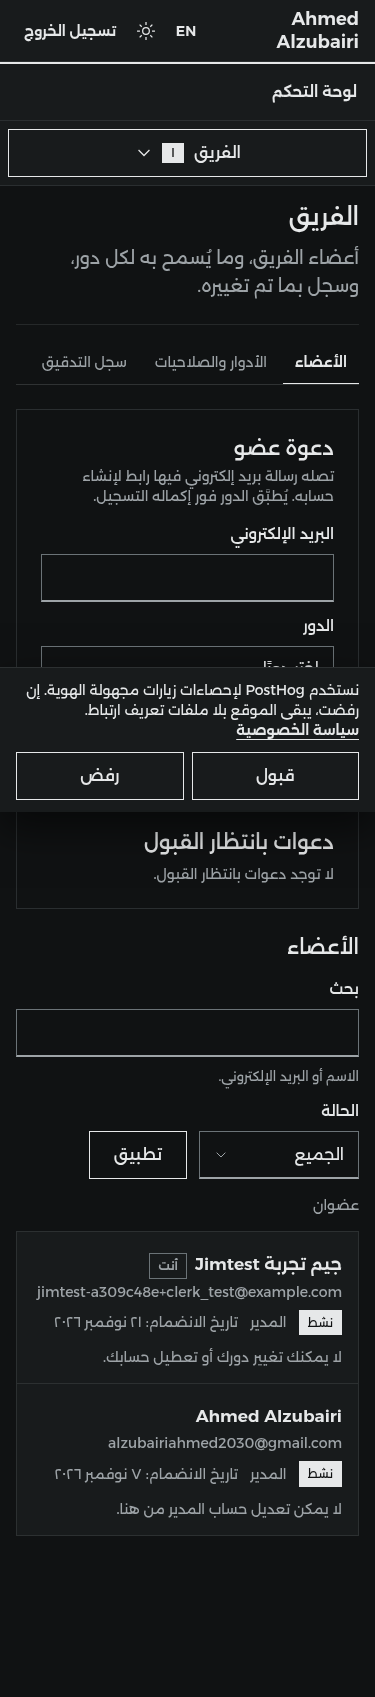 Ahmed
Alzubairi
EN
تسجيل الخروج
لوحة التحكم
الفريق ١
الفريق
أعضاء الفريق، وما يُسمح به لكل دور،
وسجل بما تم تغييره.
الأعضاء
الأدوار والصلاحيات
سجل التدقيق
دعوة عضو
تصله رسالة بريد إلكتروني فيها رابط لإنشاء
حسابه. يُطبَّق الدور فور إكماله التسجيل.
البريد الإلكتروني
الدور
نستخدم PostHog لإحصاءات زيارات مجهولة الهوية. إن
رفضت، يبقى الموقع بلا ملفات تعريف ارتباط.
سياسة الخصوصية
قبول
رفض
دعوات بانتظار القبول
لا توجد دعوات بانتظار القبول.
الأعضاء
بحث
الاسم أو البريد الإلكتروني.
الحالة
الجميع
تطبيق
عضوان
جيم تجربة Jimtest أنت
jimtest-a309c48e+clerk_test@example.com
نشط المدير تاريخ الانضمام: ٢١ نوفمبر ٢٠٢٦
لا يمكنك تغيير دورك أو تعطيل حسابك.
Ahmed Alzubairi
alzubairiahmed2030@gmail.com
نشط المدير تاريخ الانضمام: ٧ نوفمبر ٢٠٢٦
لا يمكن تعديل حساب المدير من هنا.